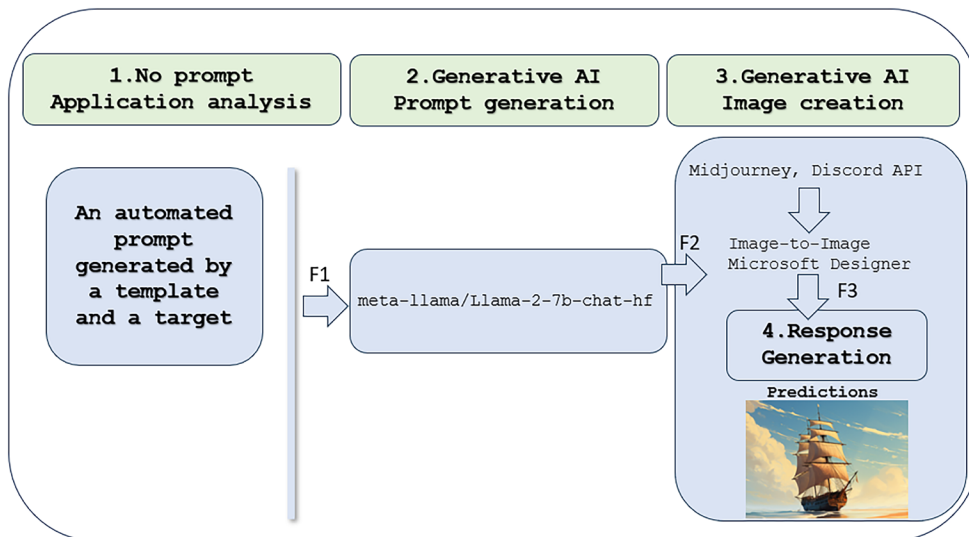 1.No prompt
Application analysis
2.Generative AI
Prompt generation
3.Generative AI
Image creation
An automated
prompt
generated by
a template
and a target
F1
meta-llama/Llama-2-7b-chat-hf
F2
Midjourney, Discord API
Image-to-Image
Microsoft Designer
F3
4.Response
Generation
Predictions